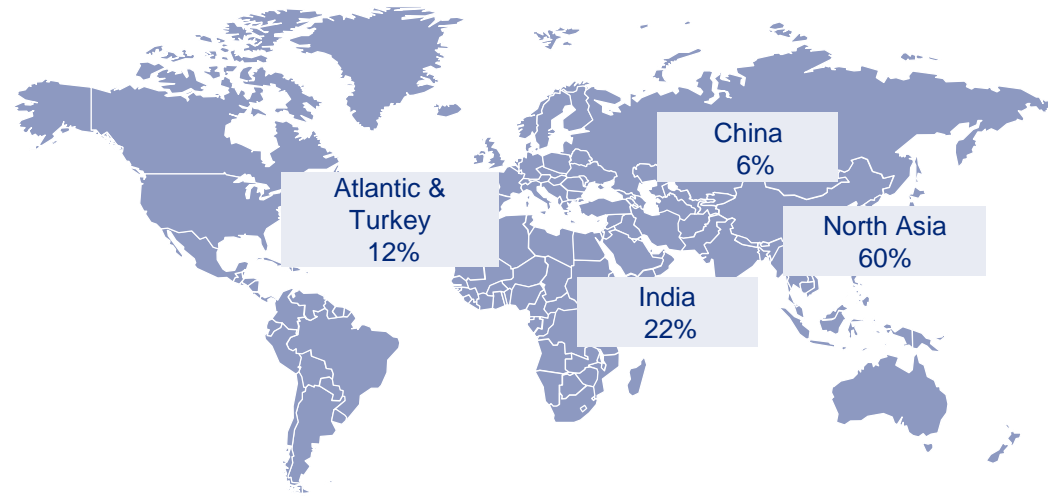 China
6%
Atlantic &
Turkey
12%
North Asia
60%
India
22%